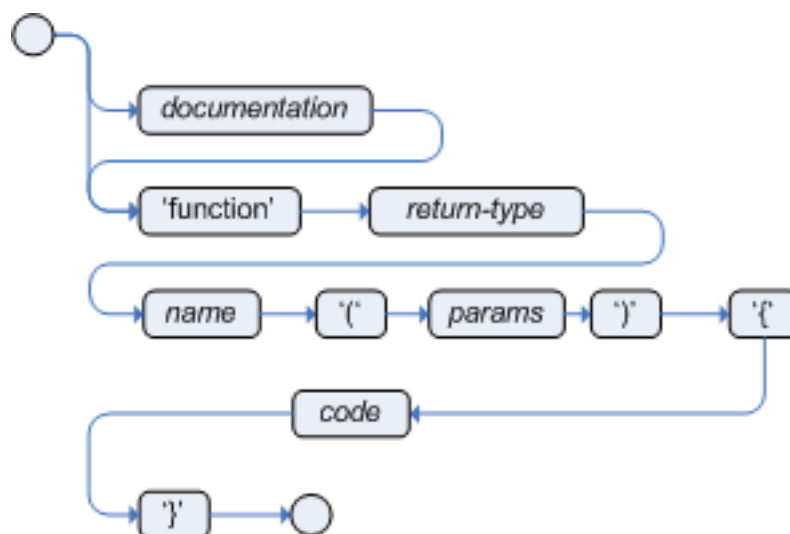 documentation
'function' return-type
name '(' params ')' '{'
code
'}'